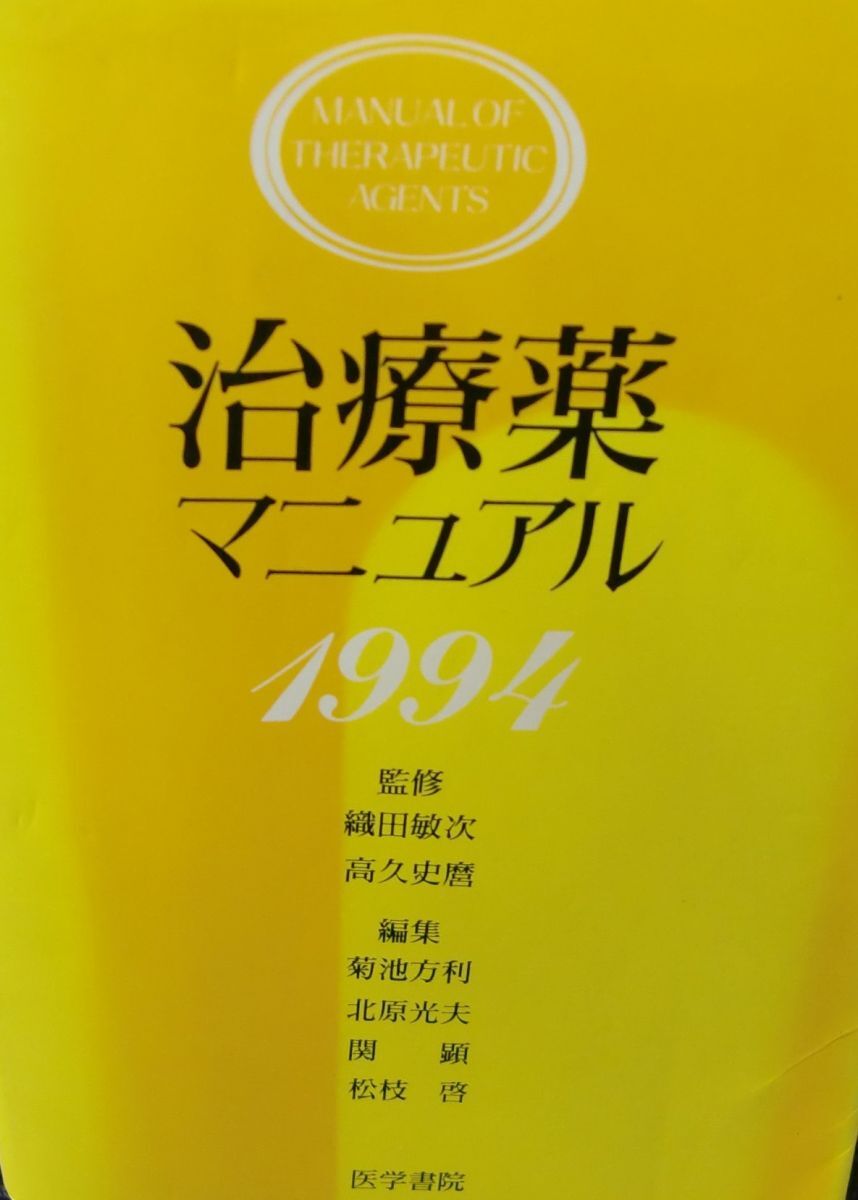 MANUAL OF
THERAPEUTIC
AGENTS
治療薬
マニュアル
1994
監修
織田敏次
高久史麿
編集
菊池方利
北原光夫
関　顕
松枝　啓
医学書院